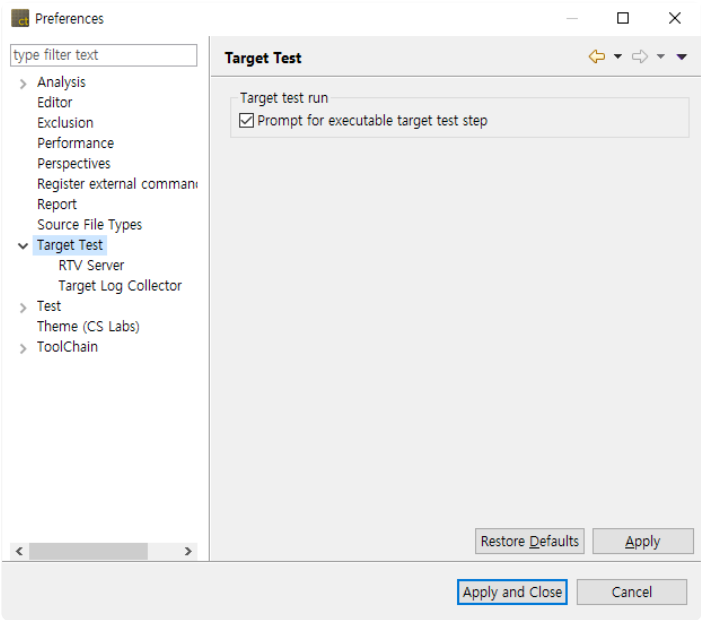 ct Preferences
type filter text
Analysis
Editor
Exclusion
Performance
Perspectives
Register external comman
Report
Source File Types
Target Test
RTV Server
Target Log Collector
Test
Theme (CS Labs)
ToolChain
Target Test
Target test run
Prompt for executable target test step
Restore Defaults
Apply
Apply and Close
Cancel